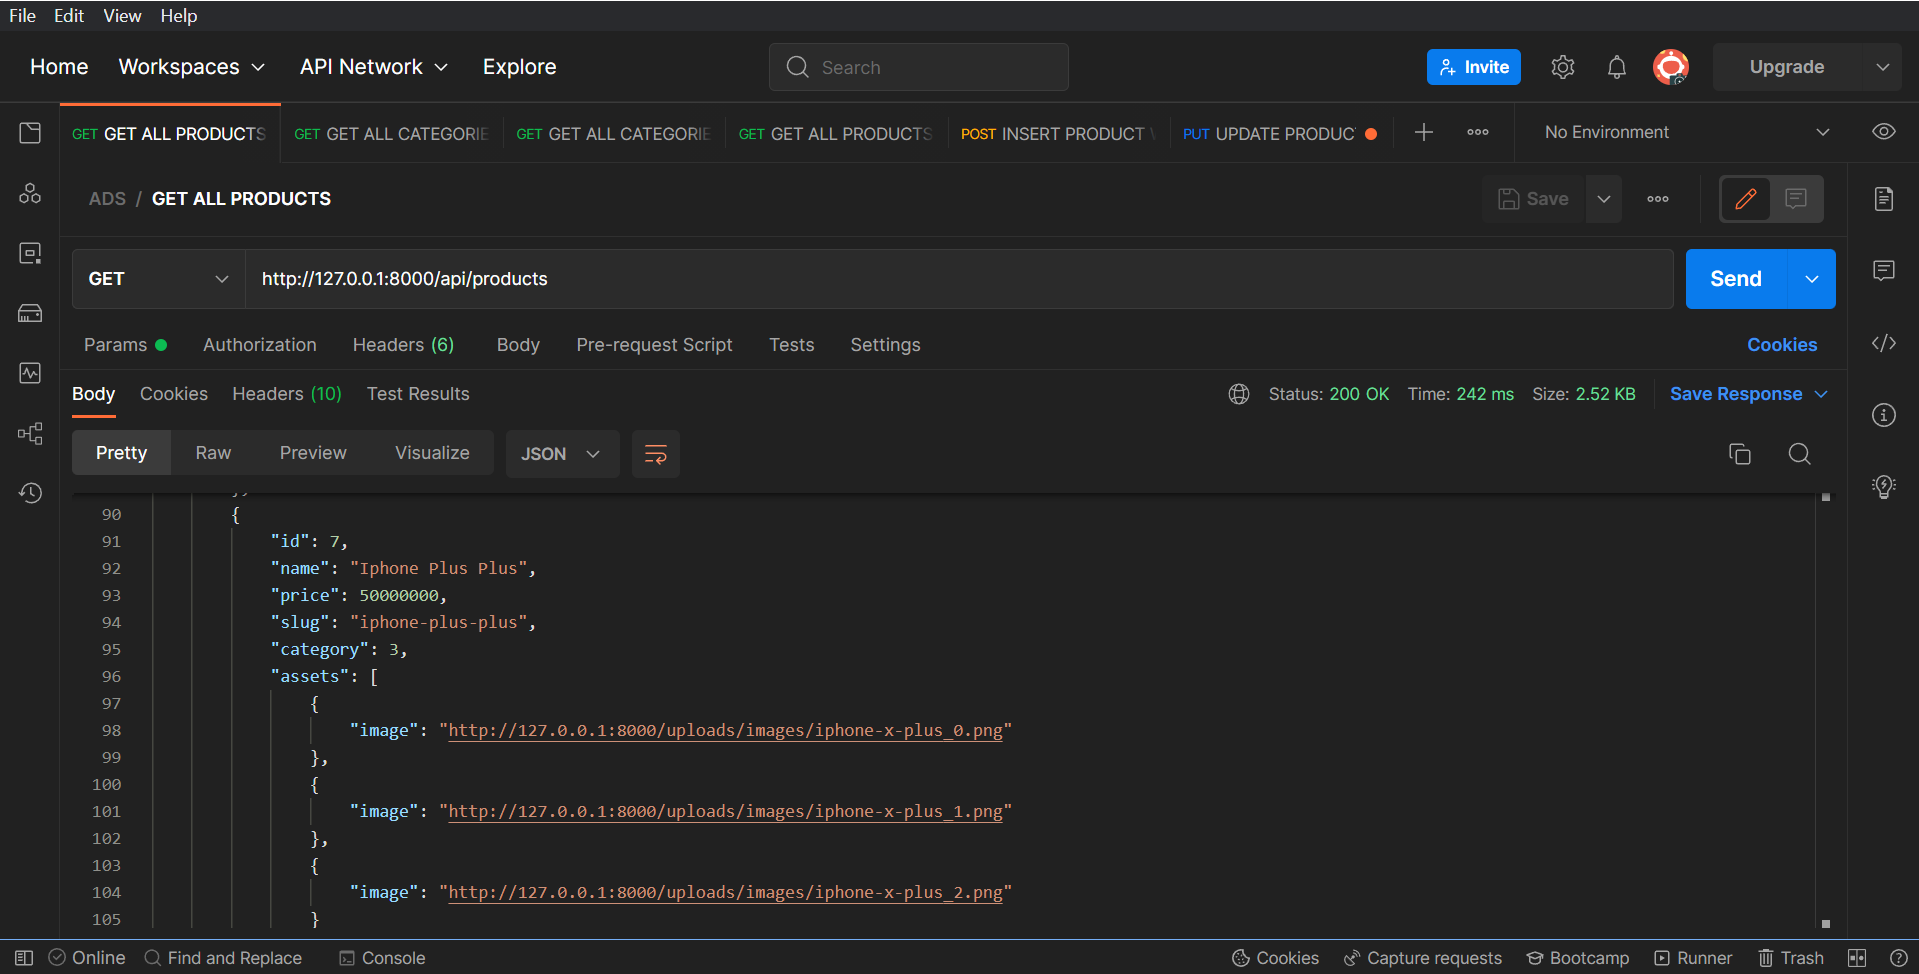 File Edit View Help
Home Workspaces API Network Explore Search Invite Upgrade
GET GET ALL PRODUCTS GET GET ALL CATEGORIE GET GET ALL CATEGORIE GET GET ALL PRODUCTS POST INSERT PRODUCT PUT UPDATE PRODUC No Environment
ADS / GET ALL PRODUCTS Save
GET http://127.0.0.1:8000/api/products Send
Params Authorization Headers (6) Body Pre-request Script Tests Settings Cookies
Body Cookies Headers (10) Test Results Status: 200 OK Time: 242 ms Size: 2.52 KB Save Response
Pretty Raw Preview Visualize JSON
90 {
91 "id": 7,
92 "name": "Iphone Plus Plus",
93 "price": 50000000,
94 "slug": "iphone-plus-plus",
95 "category": 3,
96 "assets": [
97 {
98 "image": "http://127.0.0.1:8000/uploads/images/iphone-x-plus_0.png"
99 },
100 {
101 "image": "http://127.0.0.1:8000/uploads/images/iphone-x-plus_1.png"
102 },
103 {
104 "image": "http://127.0.0.1:8000/uploads/images/iphone-x-plus_2.png"
105 }
Online Find and Replace Console Cookies Capture requests Bootcamp Runner Trash